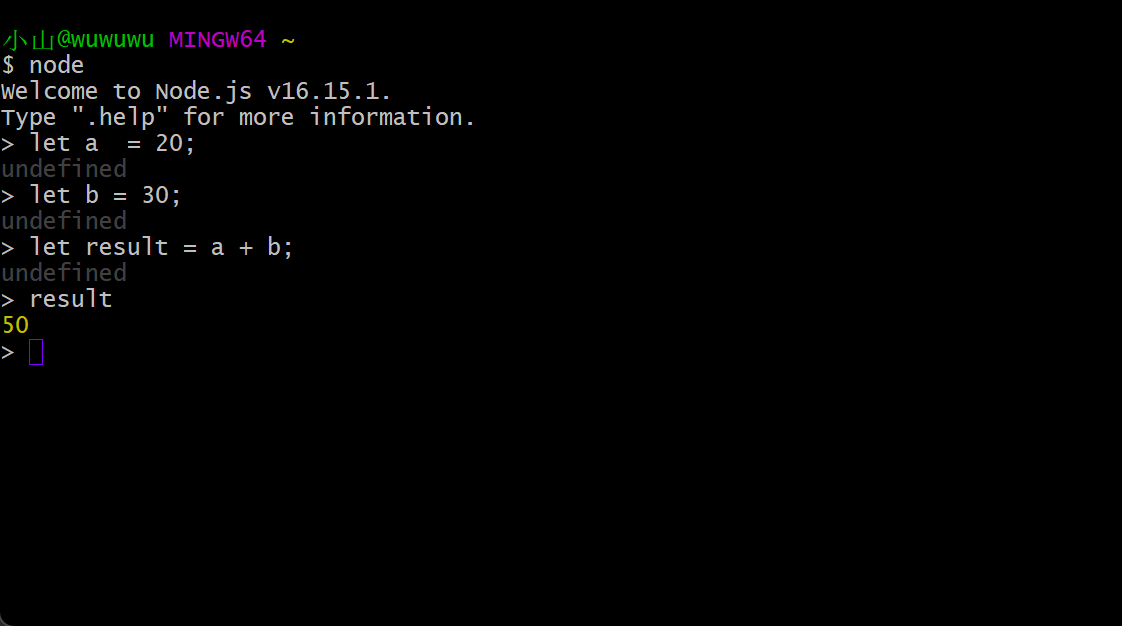 小山@wuwuwu MINGW64 ~
$ node
Welcome to Node.js v16.15.1.
Type ".help" for more information.
> let a  = 20;
undefined
> let b = 30;
undefined
> let result = a + b;
undefined
> result
50
>